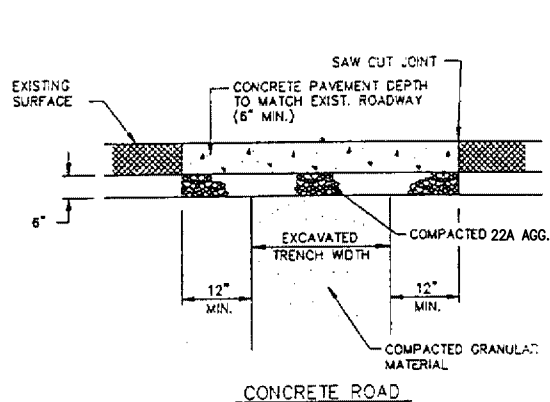 SAW CUT JOINT
EXISTING
SURFACE
CONCRETE PAVEMENT DEPTH
TO MATCH EXIST. ROADWAY
(6" MIN.)
6"
COMPACTED 22A AGG.
EXCAVATED
TRENCH WIDTH
12"
MIN.
12"
MIN.
COMPACTED GRANULAR
MATERIAL
CONCRETE ROAD